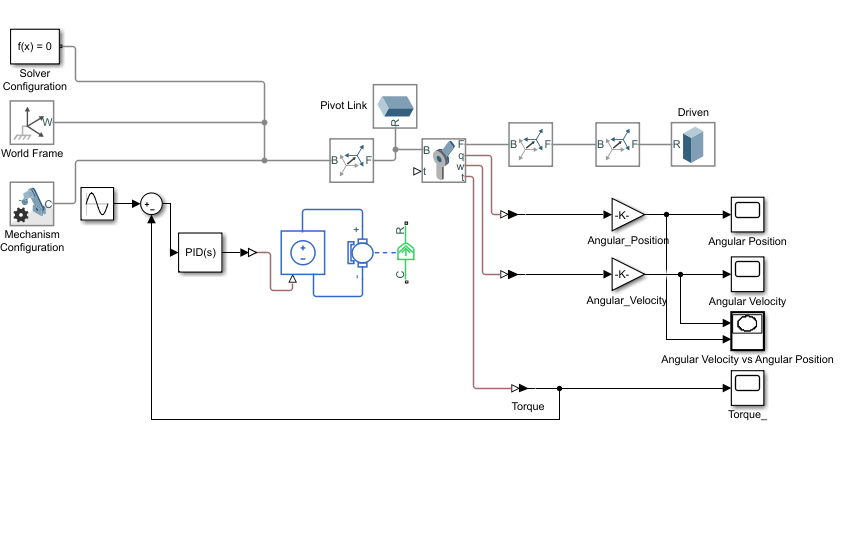 f(x) = 0
Solver
Configuration
W
World Frame
C
Mechanism
Configuration
Pivot Link
R
B
F
B
t
F
q
w
t
B
F
B
F
Driven
R
PID(s)
+
-
R
C
-K-
Angular_Position
Angular Position
-K-
Angular_Velocity
Angular Velocity
Angular Velocity vs Angular Position
Torque
Torque_